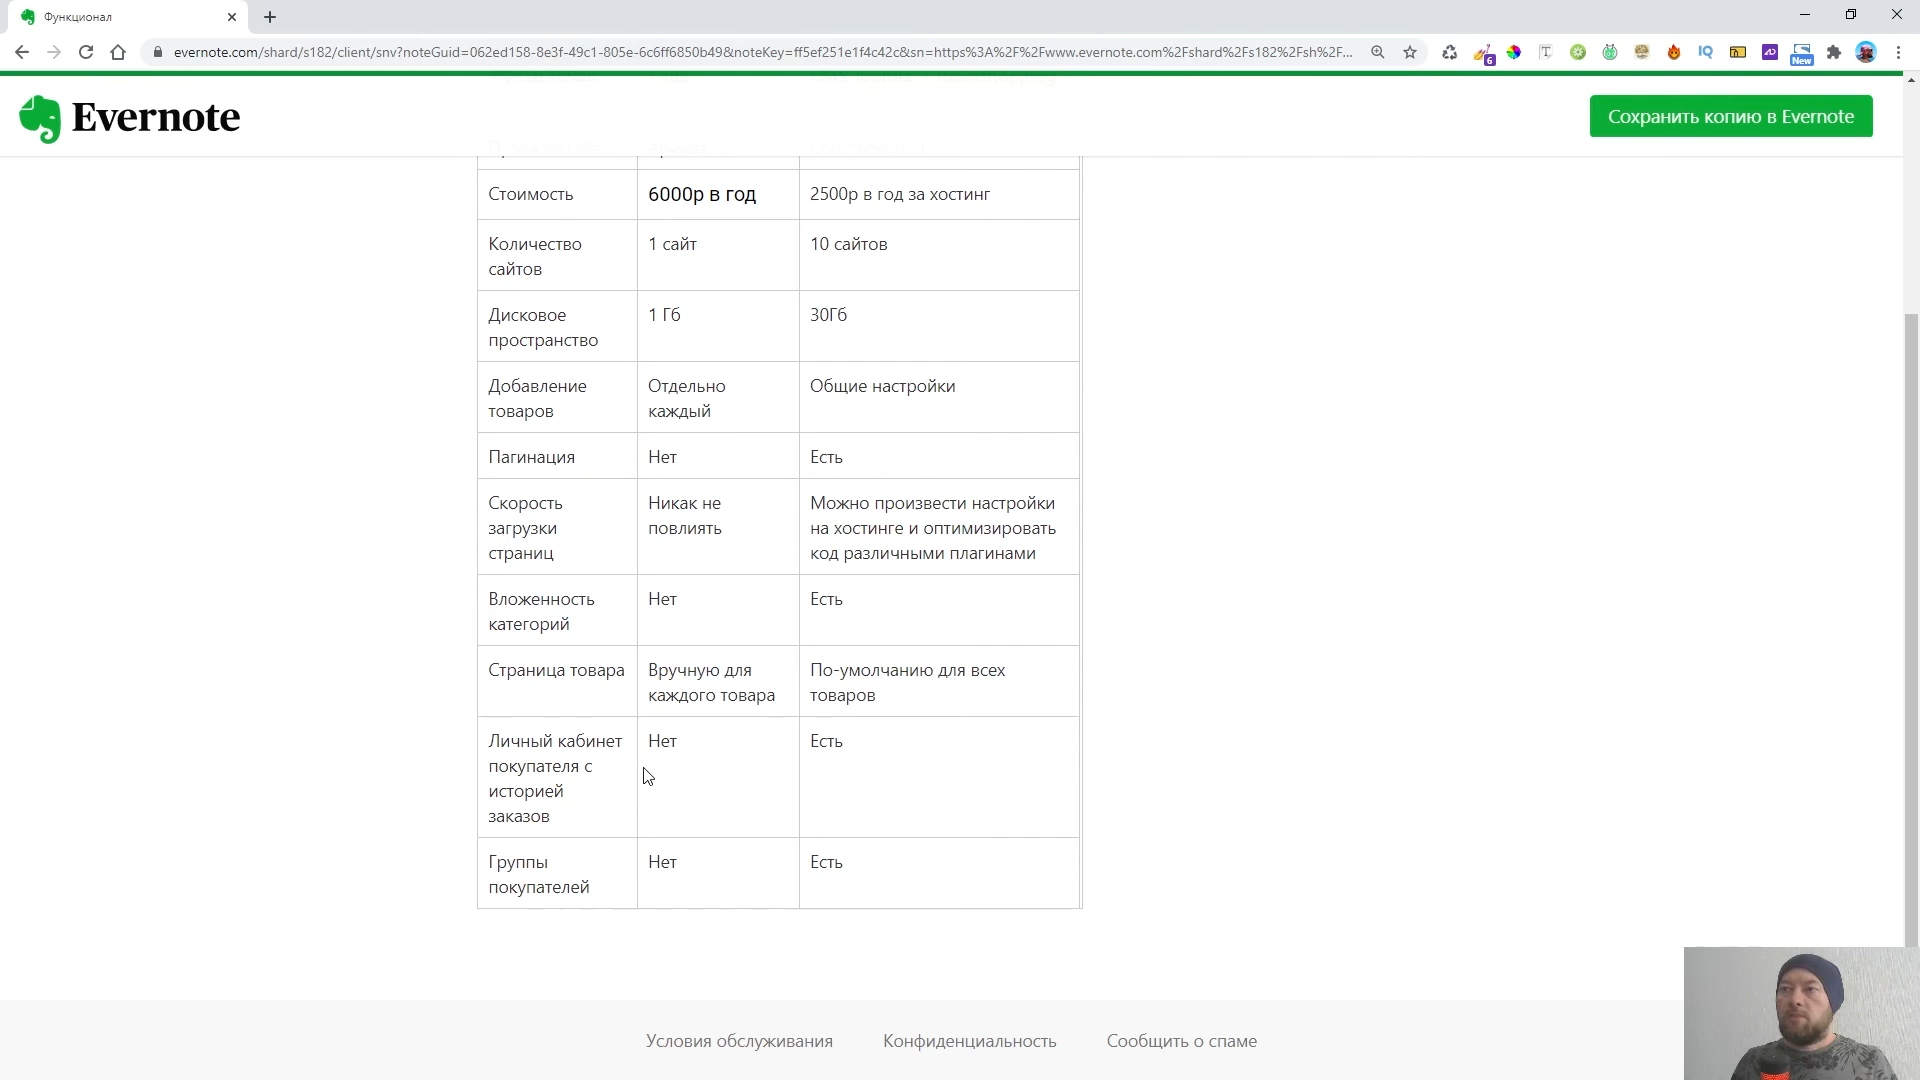 Функционал
evernote.com/shard/s182/client/snv?noteGuid=062ed158-8e3f-49c1-805e-6c6ff6850b49&noteKey=ff5ef251e1f4c42c&sn=https%3A%2F%2Fwww.evernote.com%2Fshard%2Fs182%2Fsh%2F...
6
T
IQ
New
Evernote
Сохранить копию в Evernote
Стоимость
6000р в год
2500р в год за хостинг
Количество
сайтов
1 сайт
10 сайтов
Дисковое
пространство
1 Гб
30Гб
Добавление
товаров
Отдельно
каждый
Общие настройки
Пагинация
Нет
Есть
Скорость
загрузки
страниц
Никак не
повлиять
Можно произвести настройки
на хостинге и оптимизировать
код различными плагинами
Вложенность
категорий
Нет
Есть
Страница товара
Вручную для
каждого товара
По-умолчанию для всех
товаров
Личный кабинет
покупателя с
историей
заказов
Нет
Есть
Группы
покупателей
Нет
Есть
Условия обслуживания
Конфиденциальность
Сообщить о спаме